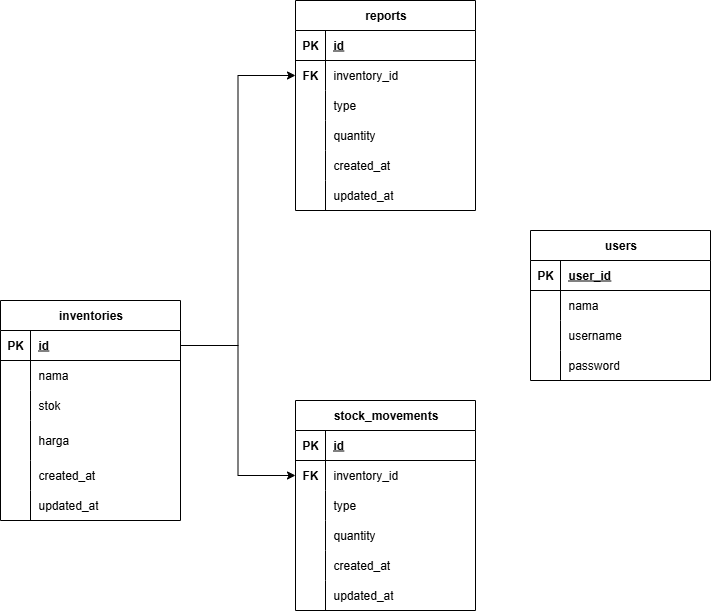 reports
PK id
FK inventory_id
type
quantity
created_at
updated_at
users
PK user_id
nama
username
password
inventories
PK id
nama
stok
harga
created_at
updated_at
stock_movements
PK id
FK inventory_id
type
quantity
created_at
updated_at